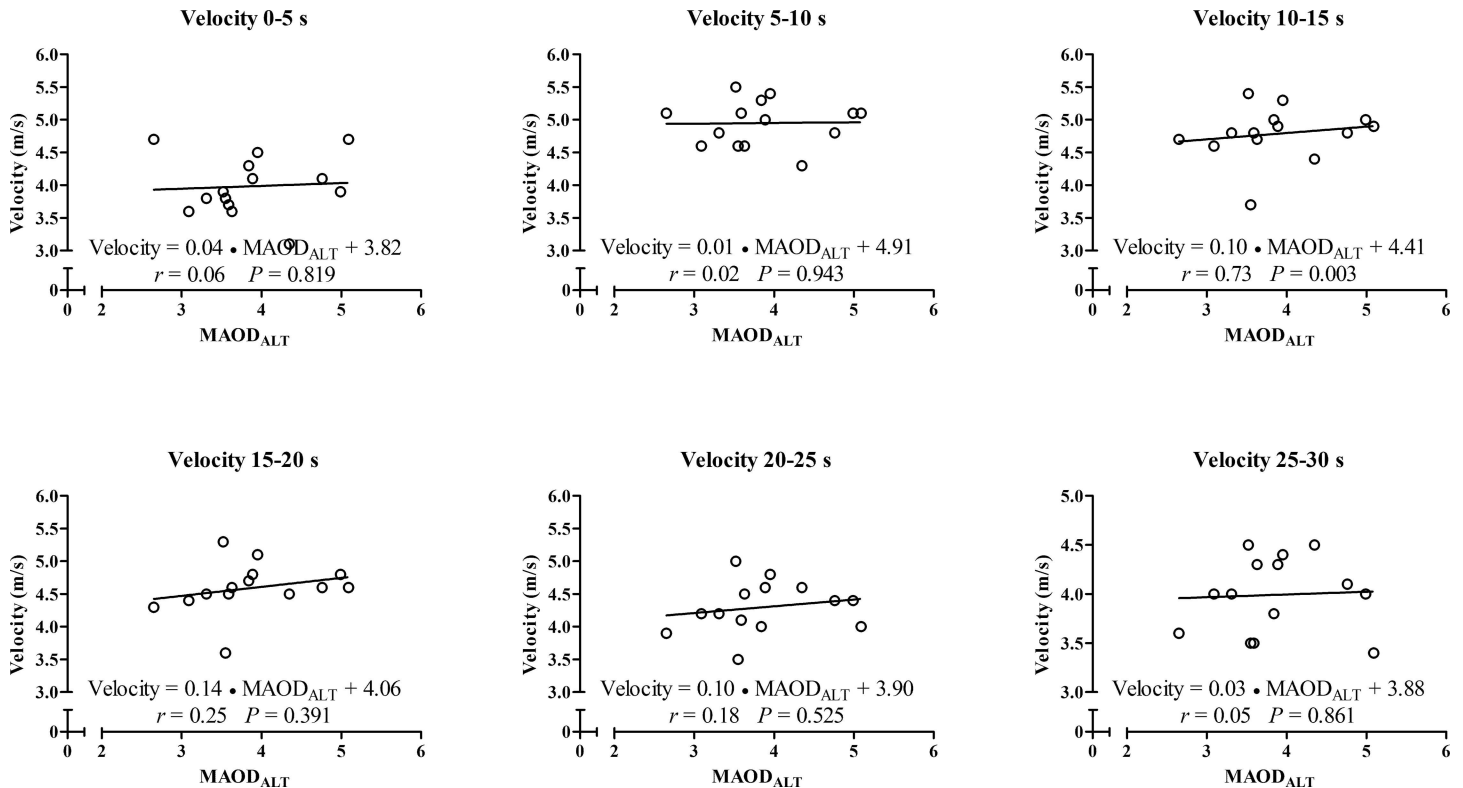 Velocity 0-5 s
6.0
5.5
5.0
4.5
4.0
3.5
3.0
0
Velocity (m/s)
Velocity = 0.04 • MAOD_ALT + 3.82
r = 0.06 P = 0.819
0 2 3 4 5 6
MAOD_ALT
Velocity 5-10 s
6.0
5.5
5.0
4.5
4.0
3.5
3.0
0
Velocity (m/s)
Velocity = 0.01 • MAOD_ALT + 4.91
r = 0.02 P = 0.943
0 2 3 4 5 6
MAOD_ALT
Velocity 10-15 s
6.0
5.5
5.0
4.5
4.0
3.5
3.0
0
Velocity (m/s)
Velocity = 0.10 • MAOD_ALT + 4.41
r = 0.73 P = 0.003
0 2 3 4 5 6
MAOD_ALT
Velocity 15-20 s
6.0
5.5
5.0
4.5
4.0
3.5
3.0
0
Velocity (m/s)
Velocity = 0.14 • MAOD_ALT + 4.06
r = 0.25 P = 0.391
0 2 3 4 5 6
MAOD_ALT
Velocity 20-25 s
6.0
5.5
5.0
4.5
4.0
3.5
3.0
0
Velocity (m/s)
Velocity = 0.10 • MAOD_ALT + 3.90
r = 0.18 P = 0.525
0 2 3 4 5 6
MAOD_ALT
Velocity 25-30 s
5.0
4.5
4.0
3.5
3.0
0
Velocity (m/s)
Velocity = 0.03 • MAOD_ALT + 3.88
r = 0.05 P = 0.861
0 2 3 4 5 6
MAOD_ALT